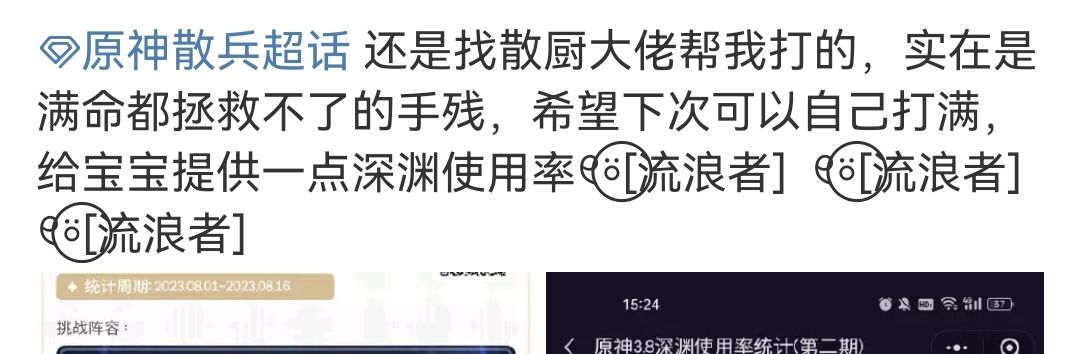 原神散兵超话 还是找散厨大佬帮我打的，实在是
满命都拯救不了的手残，希望下次可以自己打满，
给宝宝提供一点深渊使用率[流浪者] [流浪者]
[流浪者]
统计周期:2023.08.01-2023.08.16
挑战阵容:
15:24
HD 4G 37
原神3.8深渊使用率统计(第二期)